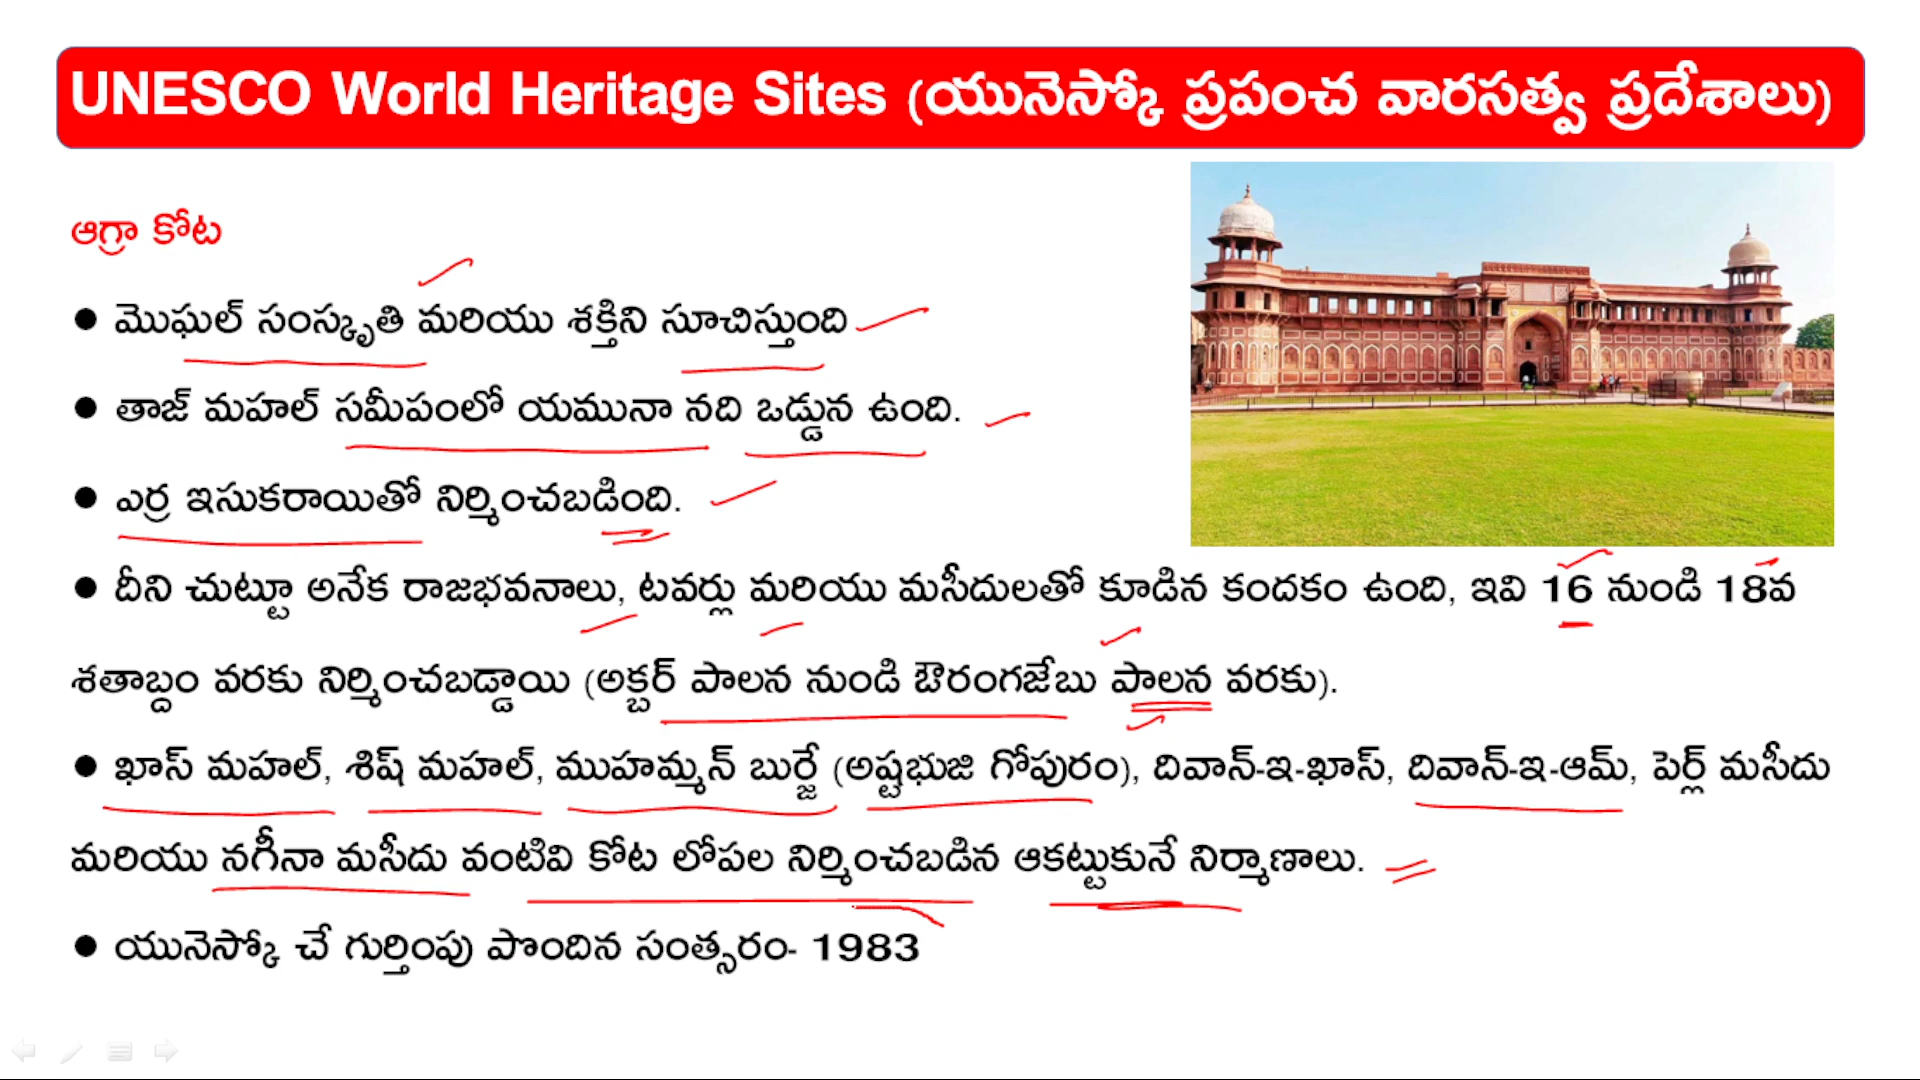 UNESCO World Heritage Sites (యునెస్కో ప్రపంచ వారసత్వ ప్రదేశాలు)
ఆగ్రా కోట
● మొఘల్ సంస్కృతి మరియు శక్తిని సూచిస్తుంది
● తాజ్ మహల్ సమీపంలో యమునా నది ఒడ్డున ఉంది.
● ఎర్ర ఇసుకరాయితో నిర్మించబడింది.
● దీని చుట్టూ అనేక రాజభవనాలు, టవర్లు మరియు మసీదులతో కూడిన కందకం ఉంది, ఇవి 16 నుండి 18వ
శతాబ్దం వరకు నిర్మించబడ్డాయి (అక్బర్ పాలన నుండి ఔరంగజేబు పాలన వరకు).
● ఖాస్ మహల్, శిష్ మహల్, ముహమ్మన్ బుర్జే (అష్టభుజి గోపురం), దివాన్-ఇ-ఖాస్, దివాన్-ఇ-ఆమ్, పెర్ల్ మసీదు
మరియు నగీనా మసీదు వంటివి కోట లోపల నిర్మించబడిన ఆకట్టుకునే నిర్మాణాలు.
● యునెస్కో చే గుర్తింపు పొందిన సంత్సరం- 1983